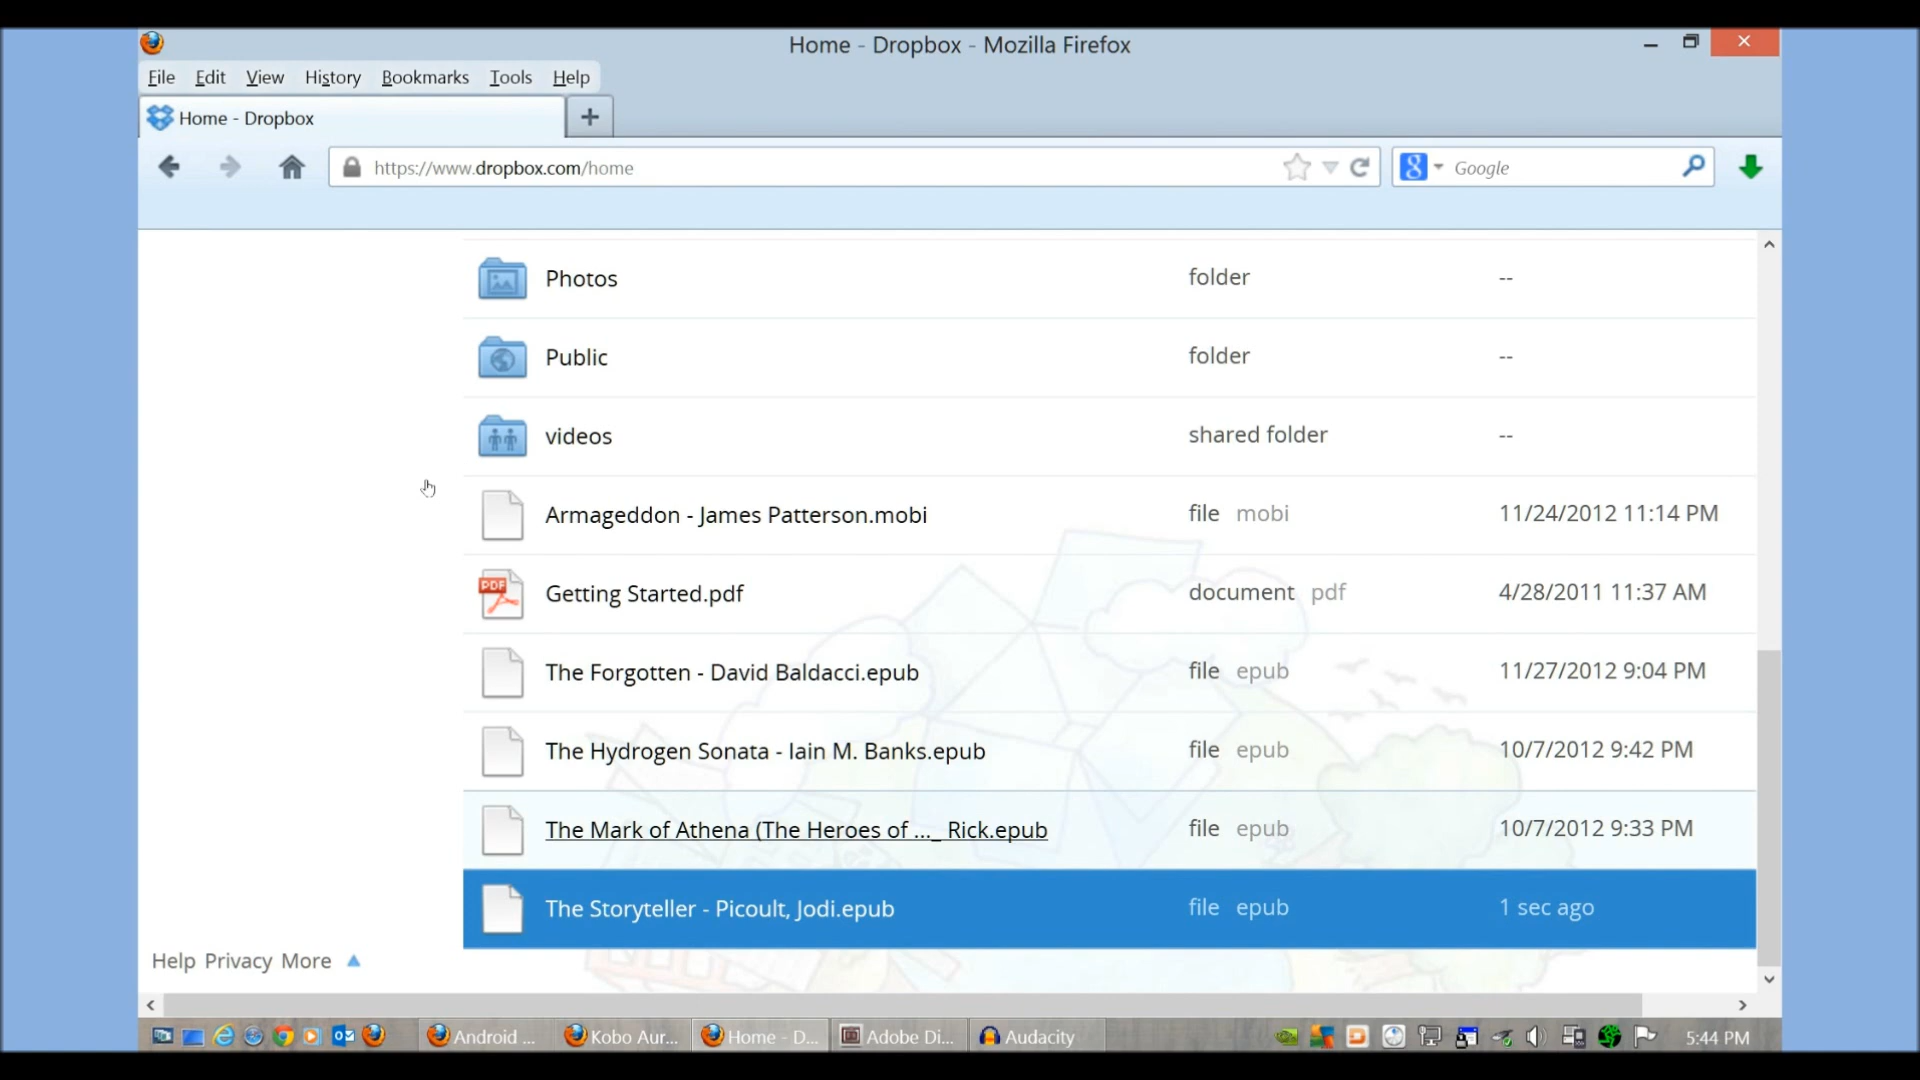 Home - Dropbox - Mozilla Firefox
File Edit View History Bookmarks Tools Help
Home - Dropbox
https://www.dropbox.com/home
Google
Photos folder --
Public folder --
videos shared folder --
Armageddon - James Patterson.mobi file mobi 11/24/2012 11:14 PM
PDF
Getting Started.pdf document pdf 4/28/2011 11:37 AM
The Forgotten - David Baldacci.epub file epub 11/27/2012 9:04 PM
The Hydrogen Sonata - Iain M. Banks.epub file epub 10/7/2012 9:42 PM
The Mark of Athena (The Heroes of ..._ Rick.epub file epub 10/7/2012 9:33 PM
The Storyteller - Picoult, Jodi.epub file epub 1 sec ago
Help Privacy More
Android ... Kobo Aur... Home - D... Adobe Di... Audacity 5:44 PM